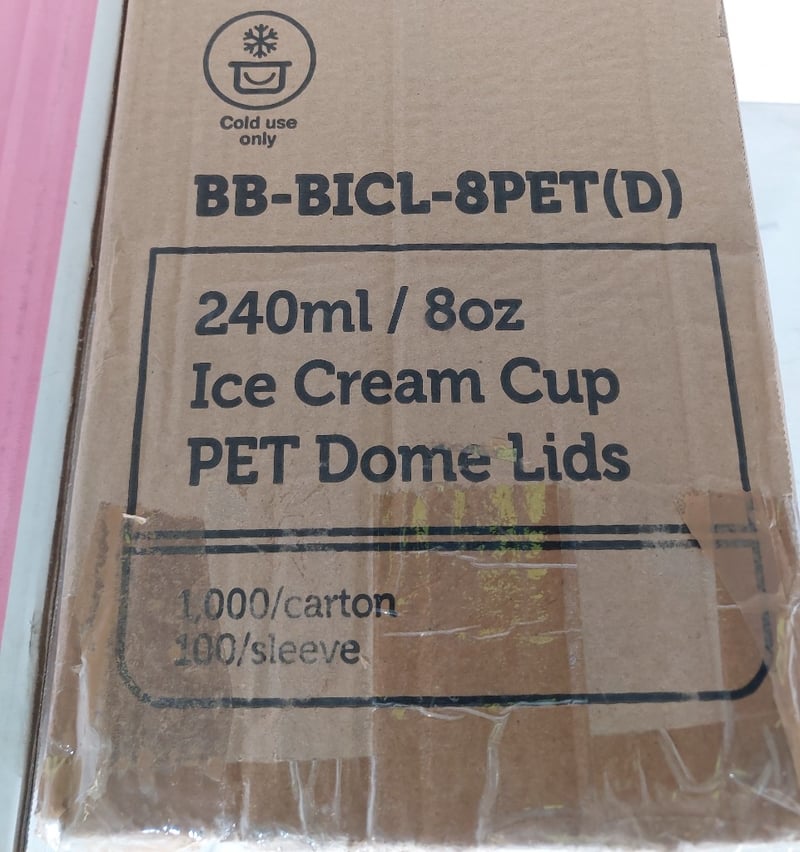 Cold use
only
BB-BICL-8PET(D)
240ml / 8oz
Ice Cream Cup
PET Dome Lids
1,000/carton
100/sleeve